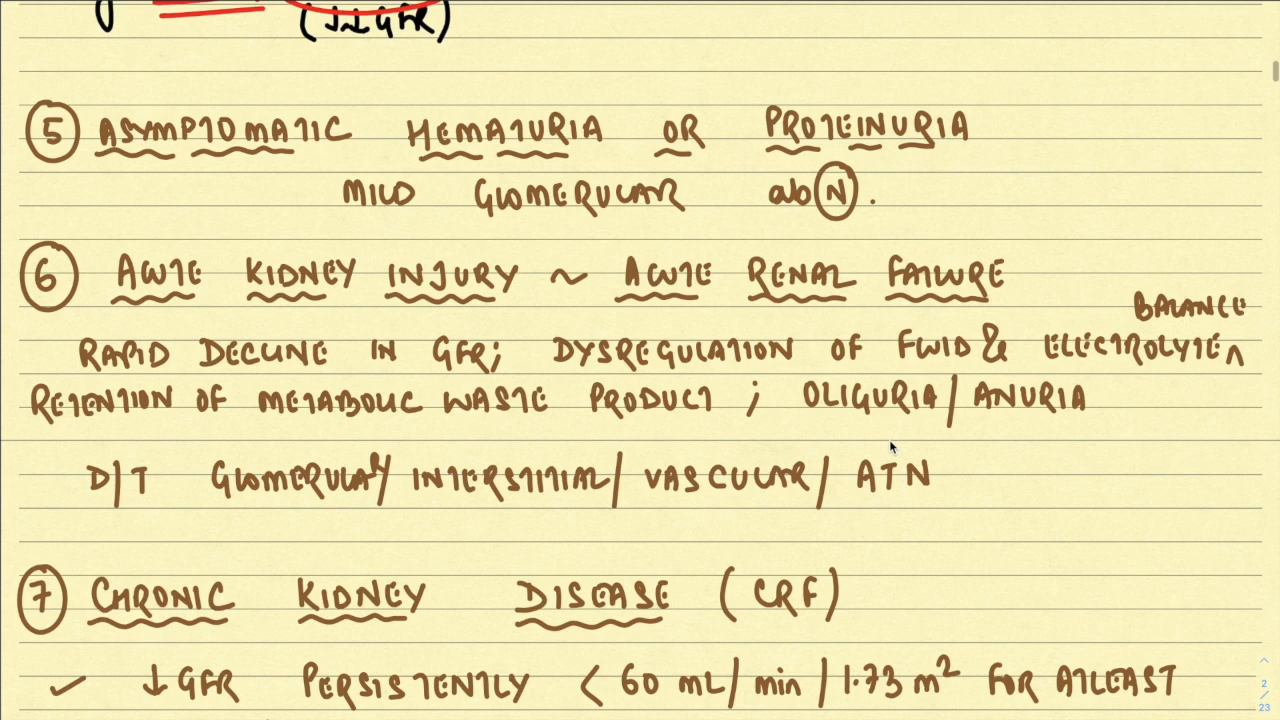 (↓↓GFR)
⑤ ASYMPTOMATIC HEMATURIA OR PROTEINURIA
MILD GLOMERULAR abⓃ.
⑥ ACUTE KIDNEY INJURY ~ ACUTE RENAL FAILURE
RAPID DECLINE IN GFR; DYSREGULATION OF FLUID & ELECTROLYTE ^ BALANCE
RETENTION OF METABOLIC WASTE PRODUCT ; OLIGURIA/ANURIA
D/T GLOMERULAR/INTERSTITIAL/VASCULAR/ATN
⑦ CHRONIC KIDNEY DISEASE (CRF)
✓ ↓GFR PERSISTENTLY < 60 mL/min/1.73 m² FOR ATLEAST
2
/
23